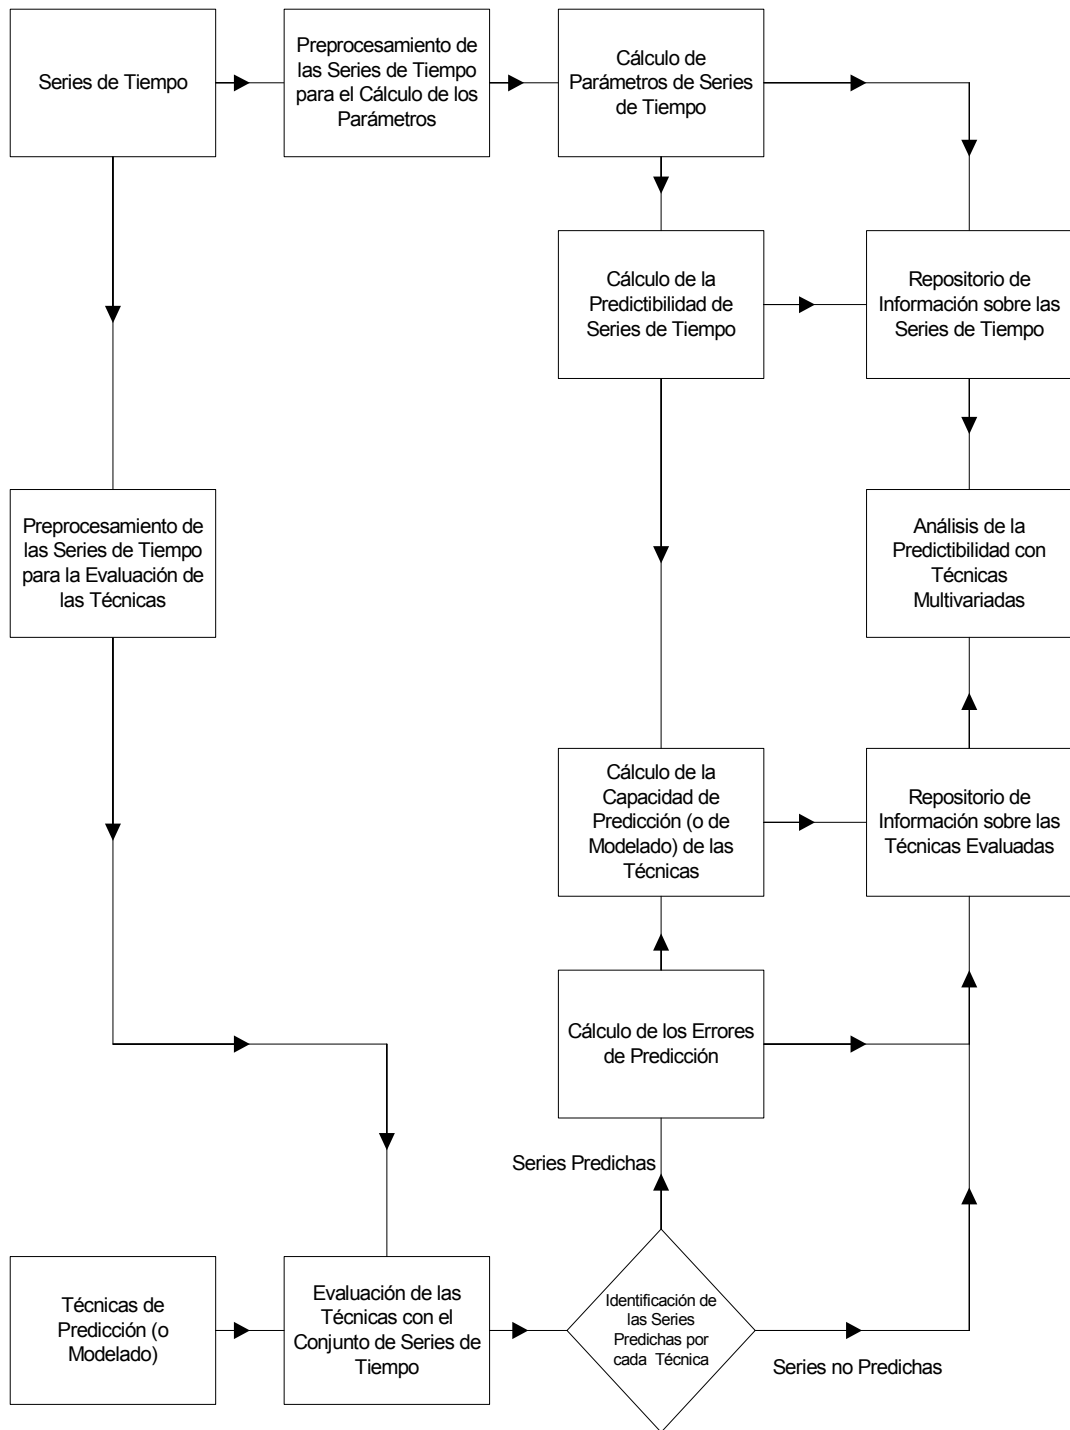 Series de Tiempo
Preprocesamiento de
las Series de Tiempo
para el Cálculo de los
Parámetros
Cálculo de
Parámetros de Series
de Tiempo
Cálculo de la
Predictibilidad de
Series de Tiempo
Repositorio de
Información sobre las
Series de Tiempo
Preprocesamiento de
las Series de Tiempo
para la Evaluación de
las Técnicas
Análisis de la
Predictibilidad con
Técnicas
Multivariadas
Cálculo de la
Capacidad de
Predicción (o de
Modelado) de las
Técnicas
Repositorio de
Información sobre las
Técnicas Evaluadas
Cálculo de los Errores
de Predicción
Series Predichas
Técnicas de
Predicción (o
Modelado)
Evaluación de las
Técnicas con el
Conjunto de Series de
Tiempo
Identificación de
las Series
Predichas por
cada Técnica
Series no Predichas